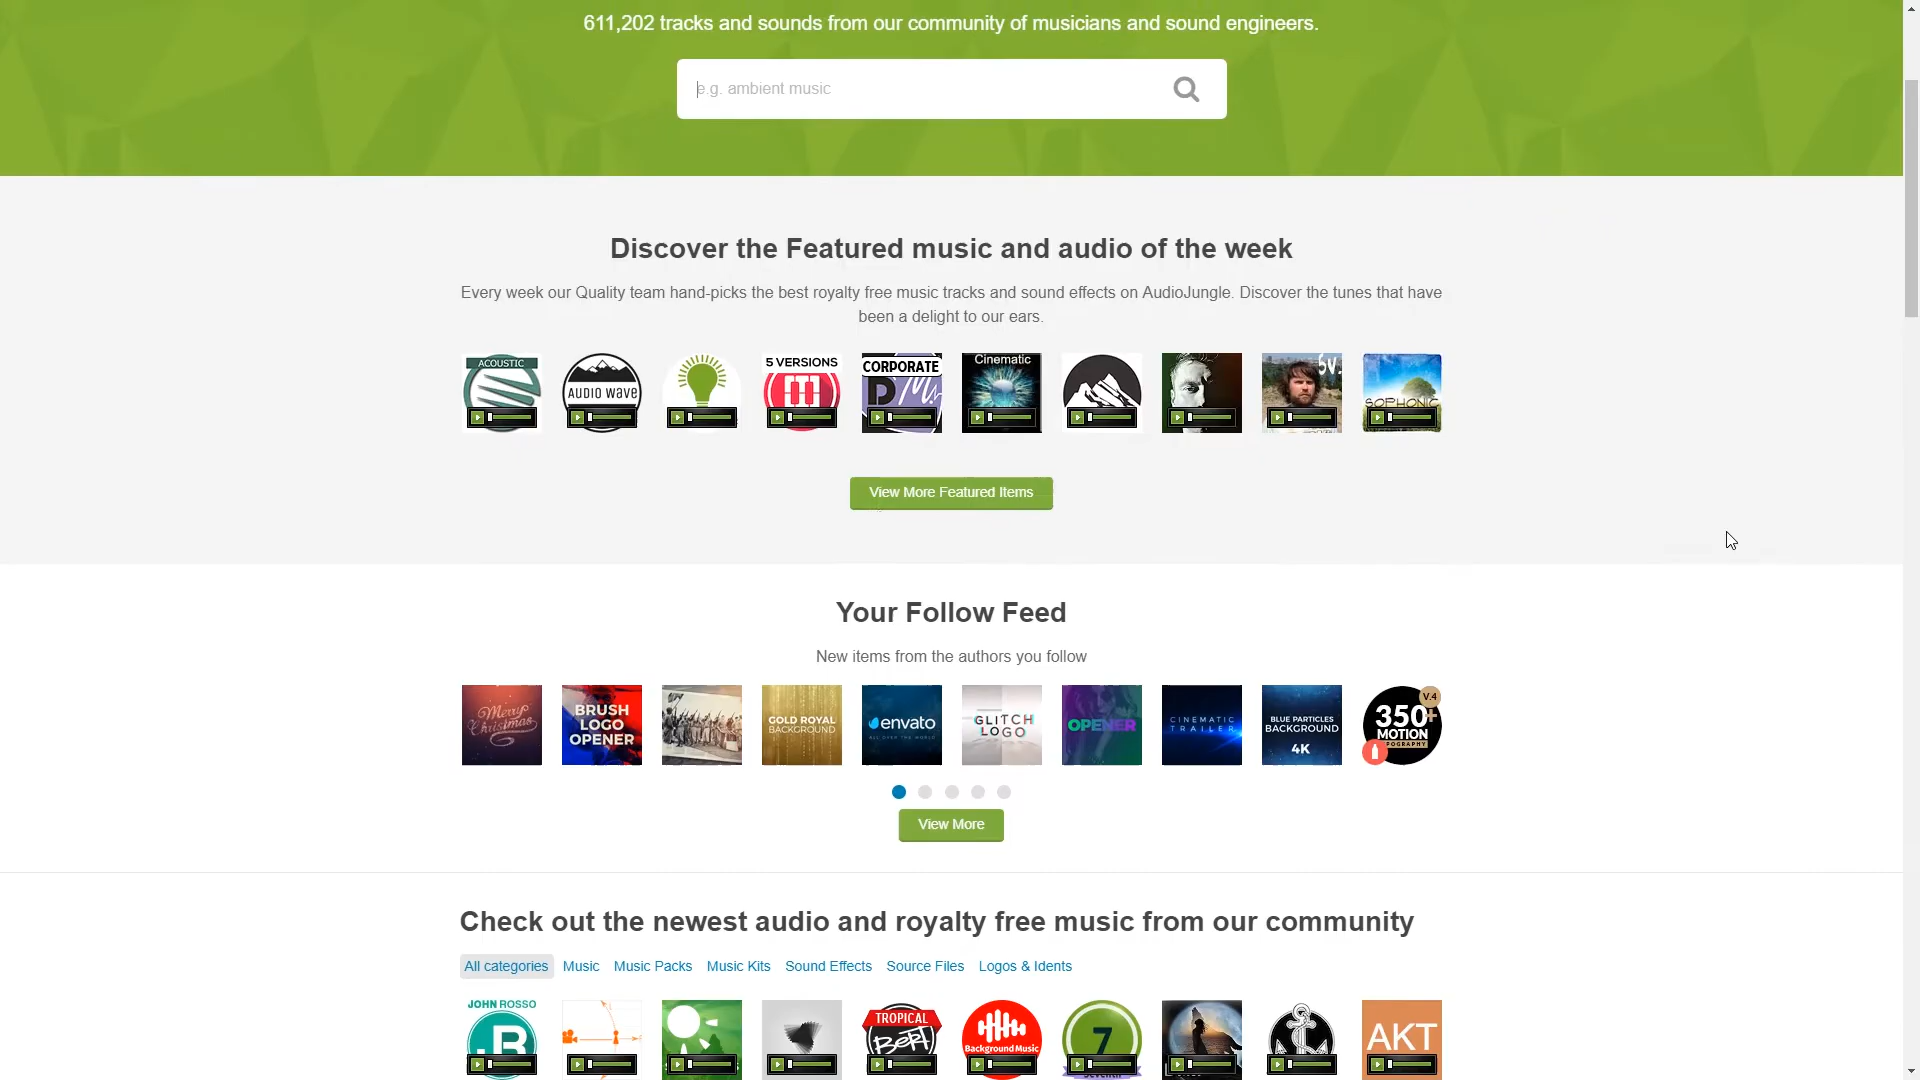 611,202 tracks and sounds from our community of musicians and sound engineers.
e.g. ambient music
Discover the Featured music and audio of the week
Every week our Quality team hand-picks the best royalty free music tracks and sound effects on AudioJungle. Discover the tunes that have
been a delight to our ears.
ACOUSTIC
AUDIO WAVE
5 VERSIONS
CORPORATE
DM
Cinematic
SOPHONIC
View More Featured Items
Your Follow Feed
New items from the authors you follow
Merry Christmas
BRUSH LOGO OPENER
GOLD ROYAL BACKGROUND
envato
ALL OVER THE WORLD
GLITCH LOGO
OPENER
CINEMATIC TRAILER
BLUE PARTICLES BACKGROUND 4K
V.4
350+
MOTION
View More
Check out the newest audio and royalty free music from our community
All categories Music Music Packs Music Kits Sound Effects Source Files Logos & Idents
JOHN ROSSO
TROPICAL
Bert
Background Music
7
AKT